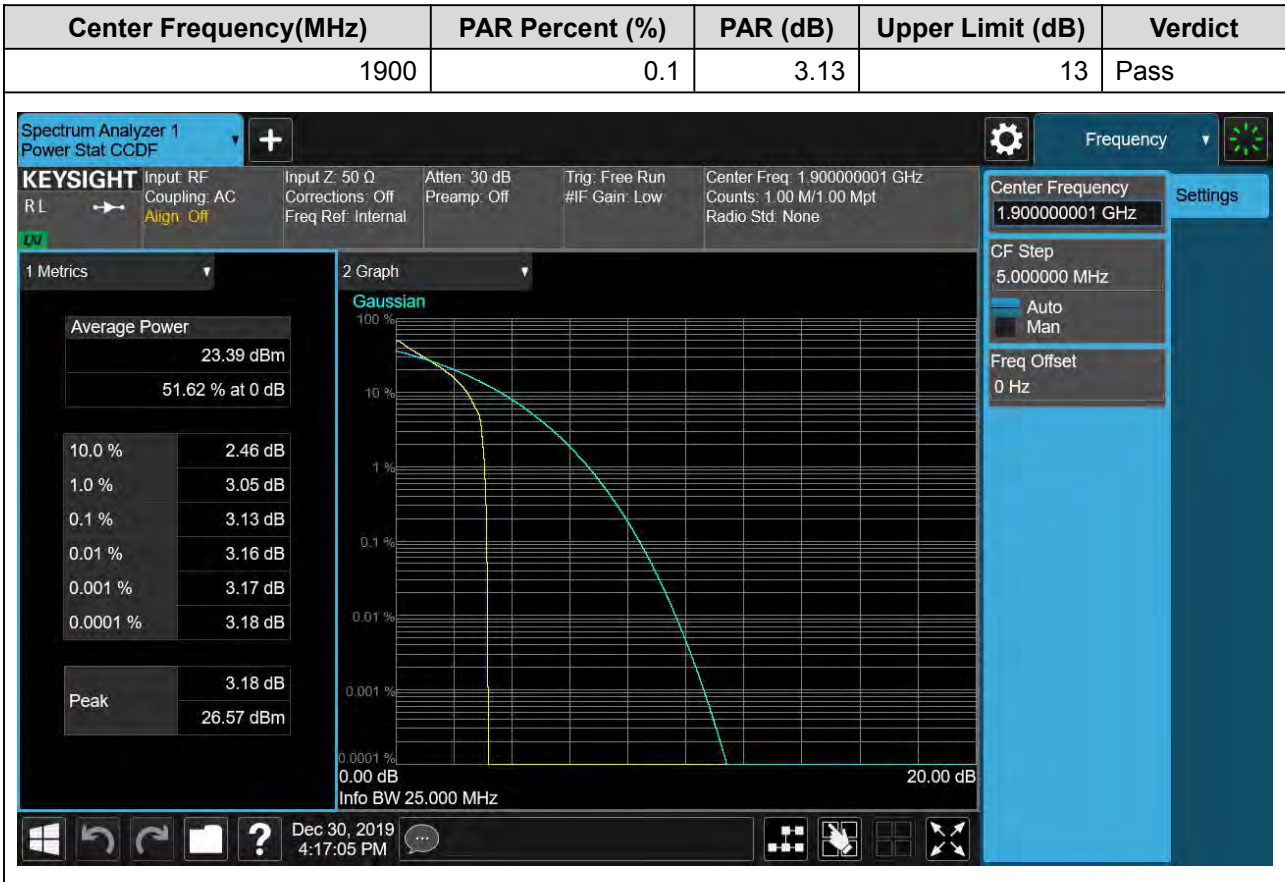 Center Frequency(MHz) PAR Percent (%) PAR (dB) Upper Limit (dB) Verdict
1900 0.1 3.13 13 Pass
Spectrum Analyzer 1
Power Stat CCDF
Frequency
KEYSIGHT
R L
Input: RF
Coupling: AC
Align: Off
Input Z: 50 Ω
Corrections: Off
Freq Ref: Internal
Atten: 30 dB
Preamp: Off
Trig: Free Run
#IF Gain: Low
Center Freq: 1.900000001 GHz
Counts: 1.00 M/1.00 Mpt
Radio Std: None
Center Frequency
1.900000001 GHz
Settings
CF Step
5.000000 MHz
Auto
Man
Freq Offset
0 Hz
1 Metrics
Average Power
23.39 dBm
51.62 % at 0 dB
10.0 % 2.46 dB
1.0 % 3.05 dB
0.1 % 3.13 dB
0.01 % 3.16 dB
0.001 % 3.17 dB
0.0001 % 3.18 dB
Peak
3.18 dB
26.57 dBm
2 Graph
Gaussian
100 %
10 %
1 %
0.1 %
0.01 %
0.001 %
0.0001 %
0.00 dB 20.00 dB
Info BW 25.000 MHz
?
Dec 30, 2019
4:17:05 PM